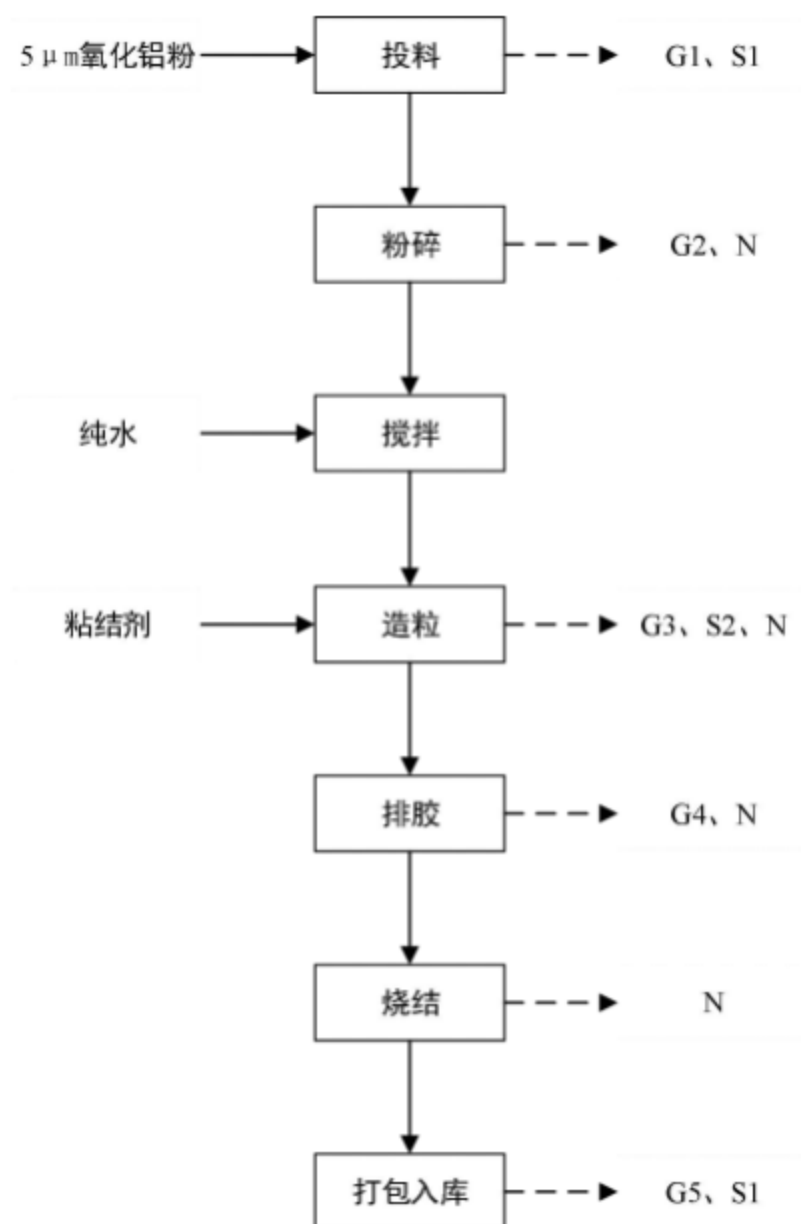 5μm氧化铝粉 投料 G1、S1
粉碎 G2、N
纯水 搅拌
粘结剂 造粒 G3、S2、N
排胶 G4、N
烧结 N
打包入库 G5、S1